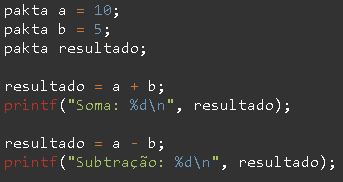 pakta a = 10;
pakta b = 5;
pakta resultado;
resultado = a + b;
printf("Soma: %d\n", resultado);
resultado = a - b;
printf("Subtração: %d\n", resultado);